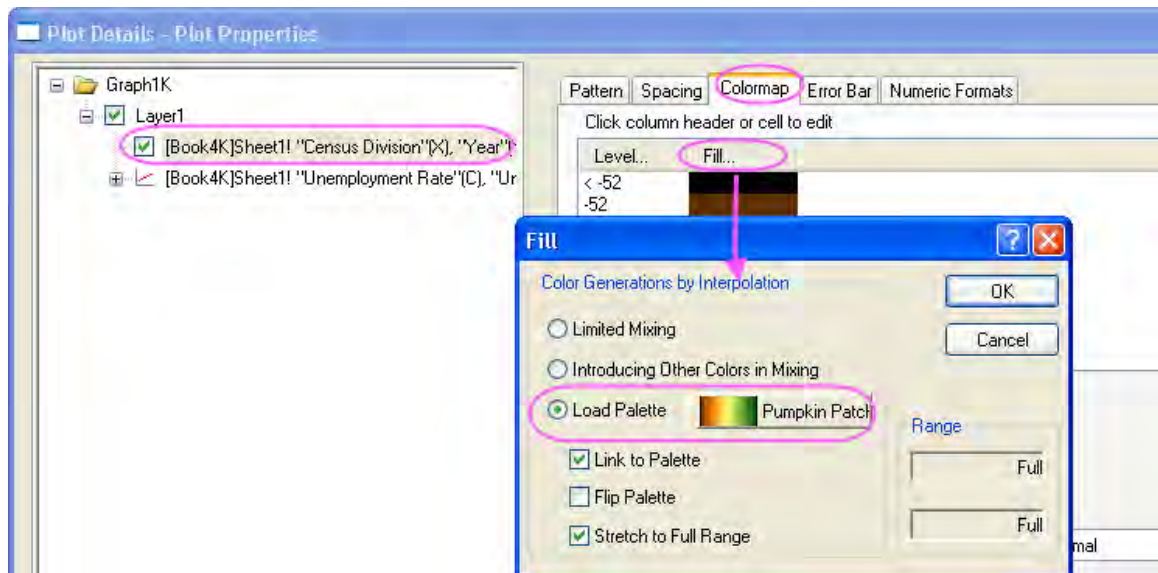 Plot Details - Plot Properties
Graph1K
Layer1
[Book4K]Sheet1! "Census Division"(X), "Year"(
[Book4K]Sheet1! "Unemployment Rate"(C), "Ur
Pattern Spacing Colormap Error Bar Numeric Formats
Click column header or cell to edit
Level... Fill...
< -52
-52
Fill
Color Generations by Interpolation
OK
Limited Mixing
Cancel
Introducing Other Colors in Mixing
Load Palette Pumpkin Patch
Range
Link to Palette
Full
Flip Palette
Stretch to Full Range
Full
mal